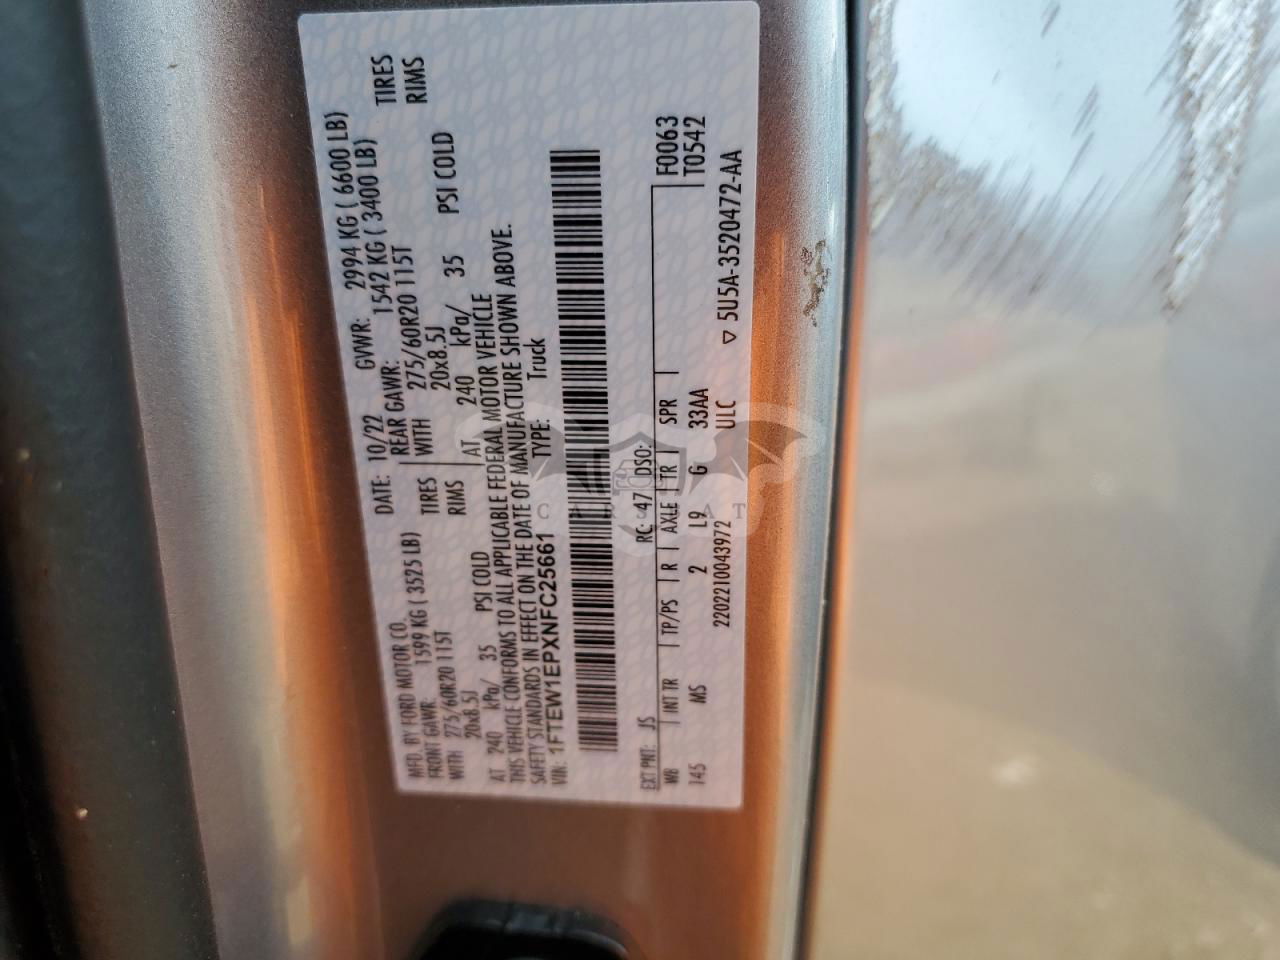 MFD. BY FORD MOTOR CO.
DATE: 10/22 GVWR: 2994 KG ( 6600 LB)
FRONT GAWR: 1599 KG ( 3525 LB) REAR GAWR: 1542 KG ( 3400 LB)
WITH 275/60R20 115T TIRES WITH 275/60R20 115T TIRES
20x8.5J RIMS 20x8.5J RIMS
AT 240 kPa/ 35 PSI COLD AT 240 kPa/ 35 PSI COLD
THIS VEHICLE CONFORMS TO ALL APPLICABLE FEDERAL MOTOR VEHICLE
SAFETY STANDARDS IN EFFECT ON THE DATE OF MANUFACTURE SHOWN ABOVE.
VIN: 1FTEW1EPXNFC25661 TYPE: Truck
EXT PNT: JS RC: 47 DSO: F0063
WB INT TR TP/PS R AXLE TR SPR T0542
145 MS 2 L9 G 33AA
2202210043972 ULC ▽ 5U5A-3520472-AA
CARSTAT